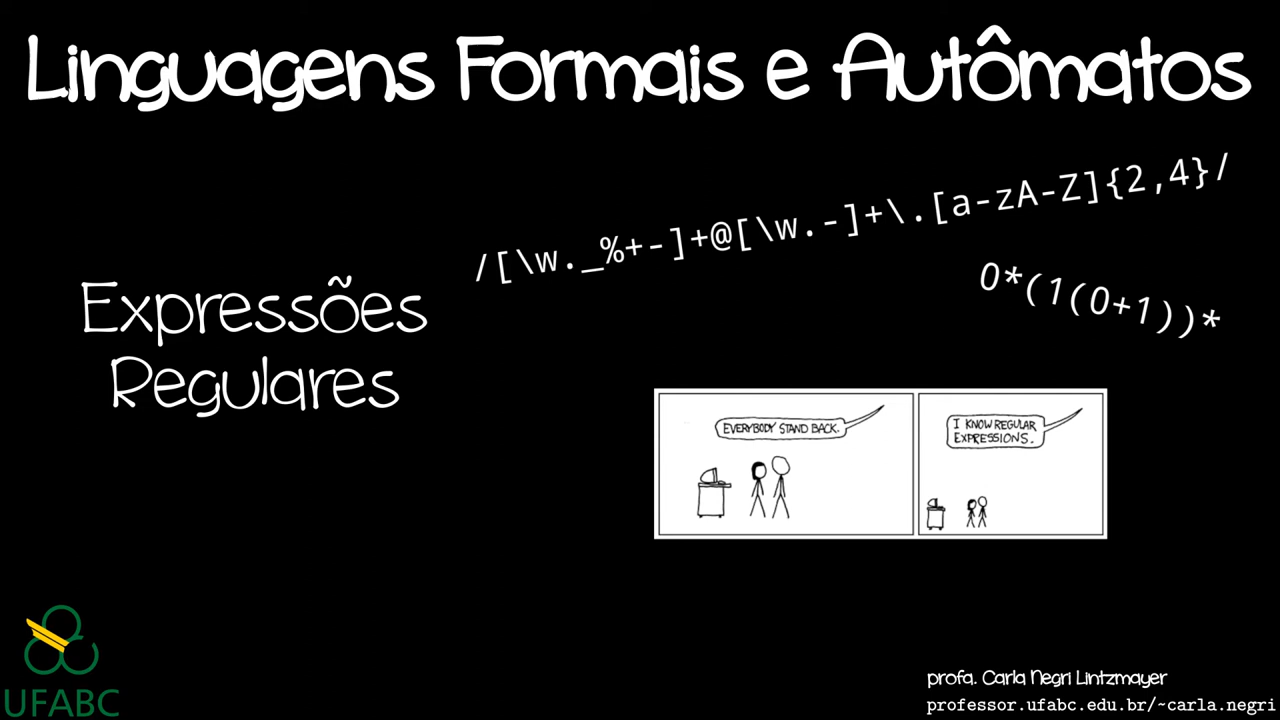 Linguagens Formais e Autômatos
/[\w._%+-]+@[\w.-]+\.[a-zA-Z]{2,4}/
0*(1(0+1))*
Expressões
Regulares
EVERYBODY STAND BACK.
I KNOW REGULAR
EXPRESSIONS.
UFABC
profa. Carla Negri Lintzmayer
professor.ufabc.edu.br/~carla.negri